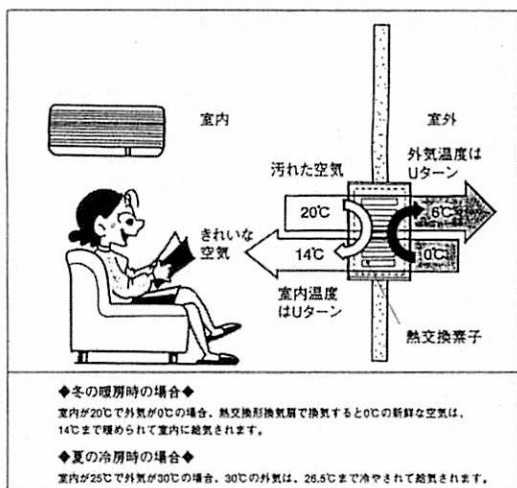 室内
室外
汚れた空気
外気温度は
Uターン
20℃
6℃
きれいな
空気
14℃
0℃
室内温度
はUターン
熱交換素子
◆冬の暖房時の場合◆
室内が20℃で外気が0℃の場合、熱交換形換気扇で換気すると0℃の新鮮な空気は、
14℃まで暖められて室内に給気されます。
◆夏の冷房時の場合◆
室内が25℃で外気が30℃の場合、30℃の外気は、26.5℃まで冷やされて給気されます。